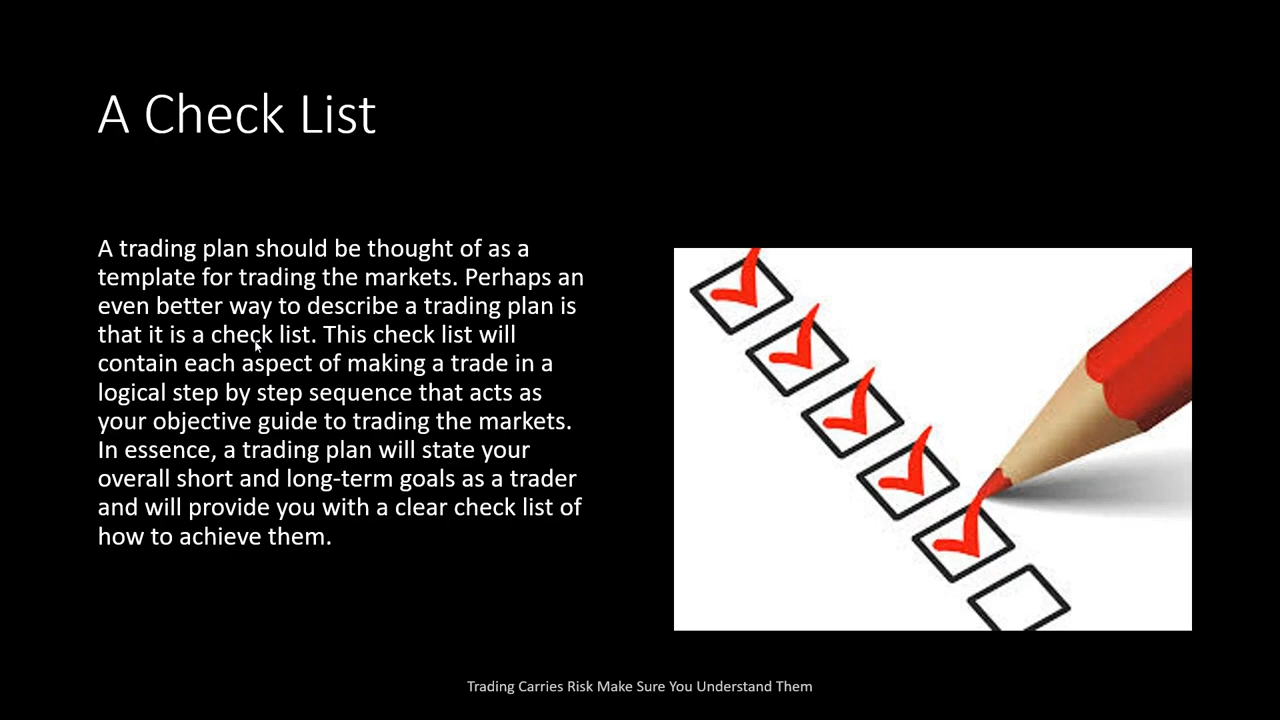 A Check List
A trading plan should be thought of as a
template for trading the markets. Perhaps an
even better way to describe a trading plan is
that it is a check list. This check list will
contain each aspect of making a trade in a
logical step by step sequence that acts as
your objective guide to trading the markets.
In essence, a trading plan will state your
overall short and long-term goals as a trader
and will provide you with a clear check list of
how to achieve them.
Trading Carries Risk Make Sure You Understand Them